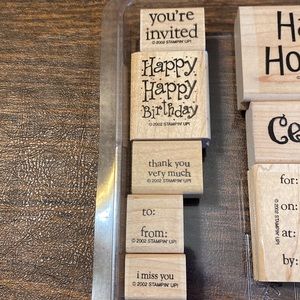 you're
invited
© 2002 STAMPIN' UP!
Happy,
Happy
Birthday
© 2002 STAMPIN' UP!
thank you
very much
© 2002 STAMPIN' UP!
to:
from:
© 2002 STAMPIN' UP!
i miss you
© 2002 STAMPIN' UP!
for:
on:
at:
by:
© 2002 STAMPIN' UP!